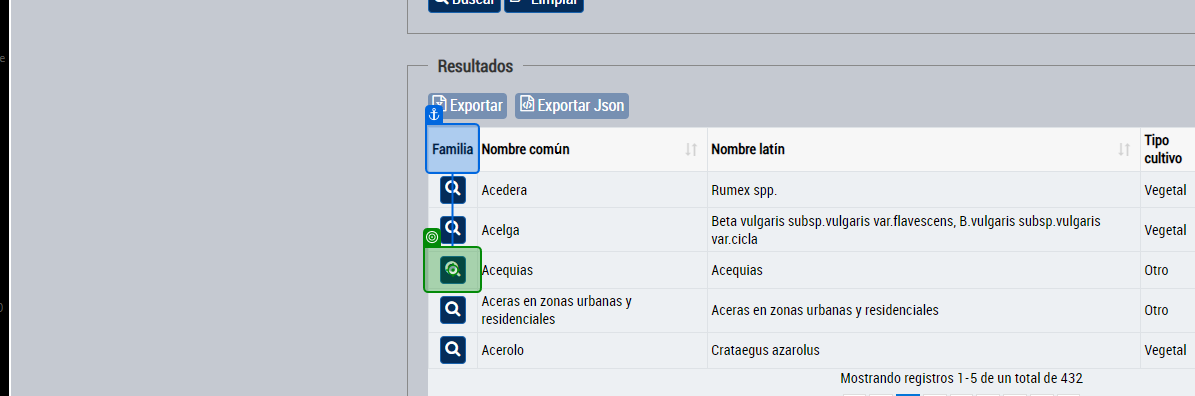 Buscar Limpiar
Resultados
Exportar Exportar Json
Familia Nombre común Nombre latín Tipo cultivo
Acedera Rumex spp. Vegetal
Acelga Beta vulgaris subsp.vulgaris var.flavescens, B.vulgaris subsp.vulgaris var.cicla Vegetal
Acequias Acequias Otro
Aceras en zonas urbanas y residenciales Aceras en zonas urbanas y residenciales Otro
Acerolo Crataegus azarolus Vegetal
Mostrando registros 1-5 de un total de 432